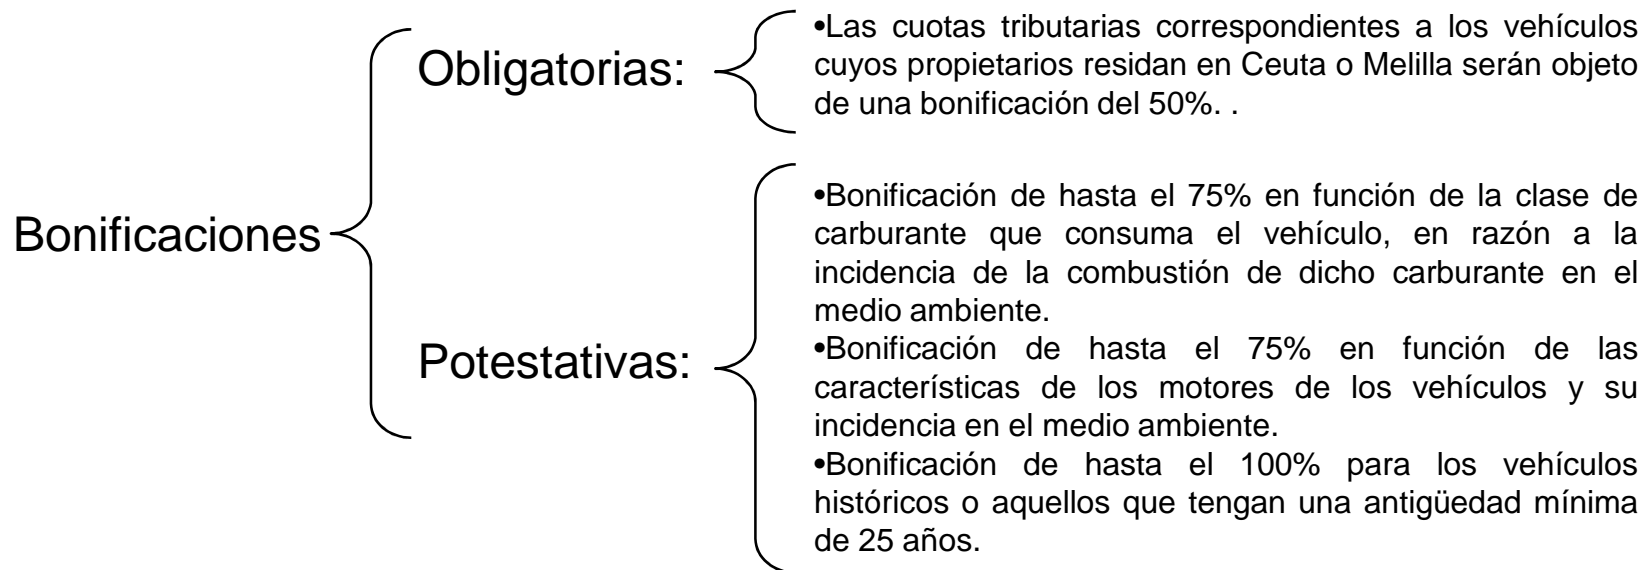 Bonificaciones
Obligatorias:
•Las cuotas tributarias correspondientes a los vehículos
cuyos propietarios residan en Ceuta o Melilla serán objeto
de una bonificación del 50%. .
Potestativas:
•Bonificación de hasta el 75% en función de la clase de
carburante que consuma el vehículo, en razón a la
incidencia de la combustión de dicho carburante en el
medio ambiente.
•Bonificación de hasta el 75% en función de las
características de los motores de los vehículos y su
incidencia en el medio ambiente.
•Bonificación de hasta el 100% para los vehículos
históricos o aquellos que tengan una antigüedad mínima
de 25 años.